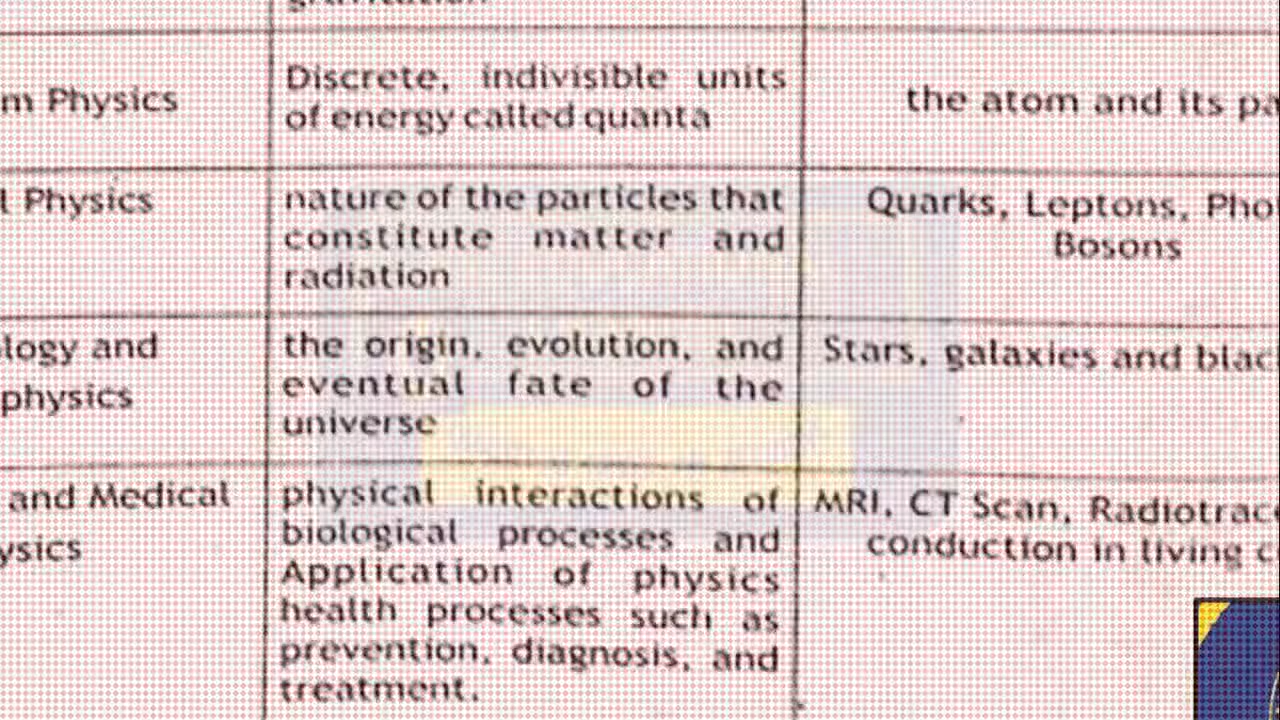 gravitation
m Physics
Discrete, indivisible units
of energy called quanta
the atom and its pa
l Physics
nature of the particles that
constitute matter and
radiation
Quarks, Leptons, Pho
Bosons
logy and
physics
the origin, evolution, and
eventual fate of the
universe
Stars, galaxies and blac
and Medical
ysics
physical interactions of
biological processes and
Application of physics
health processes such as
prevention, diagnosis, and
treatment.
MRI, CT Scan, Radiotrac
conduction in living c